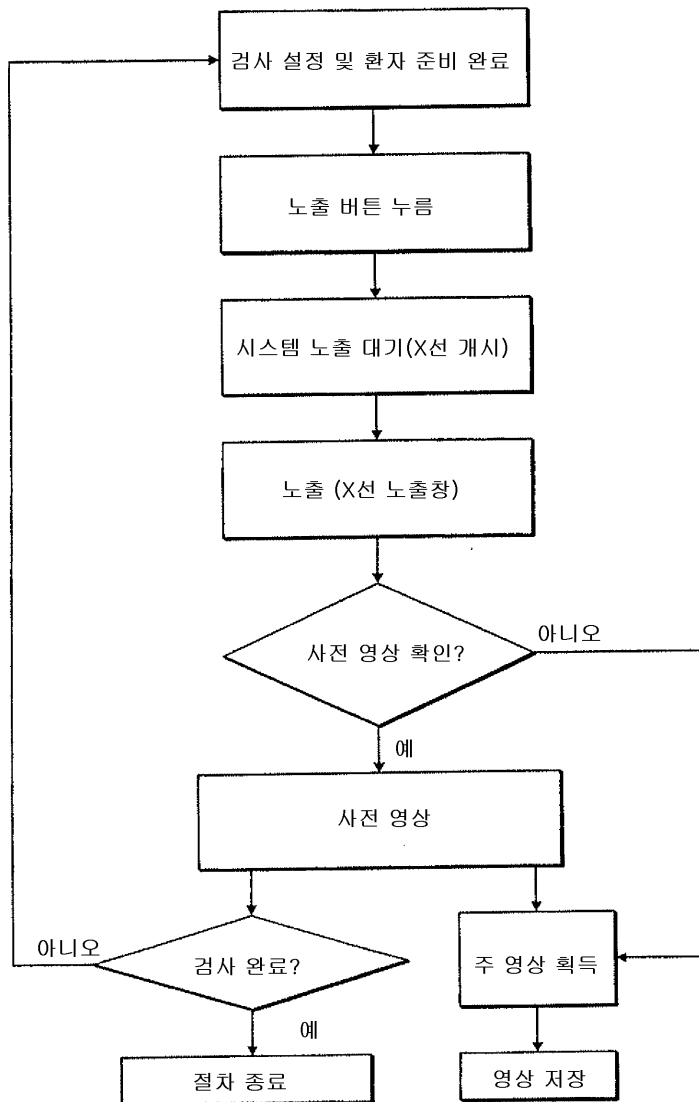 검사 설정 및 환자 준비 완료
노출 버튼 누름
시스템 노출 대기(X선 개시)
노출 (X선 노출창)
사전 영상 확인?
아니오
예
사전 영상
아니오
검사 완료?
주 영상 획득
예
절차 종료
영상 저장